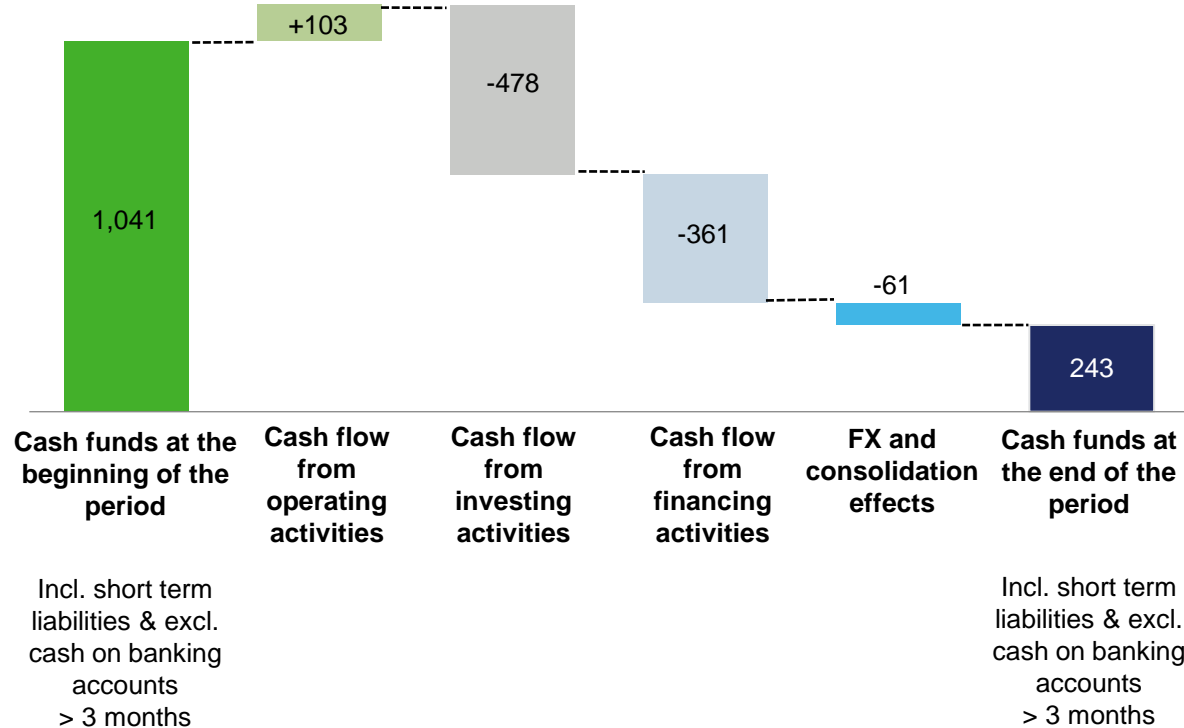 +103
-478
1,041
-361
-61
243
Cash funds at the
beginning of the
period
Cash flow
from
operating
activities
Cash flow
from
investing
activities
Cash flow
from
financing
activities
FX and
consolidation
effects
Cash funds at
the end of the
period
Incl. short term
liabilities & excl.
cash on banking
accounts
> 3 months
Incl. short term
liabilities & excl.
cash on banking
accounts
> 3 months